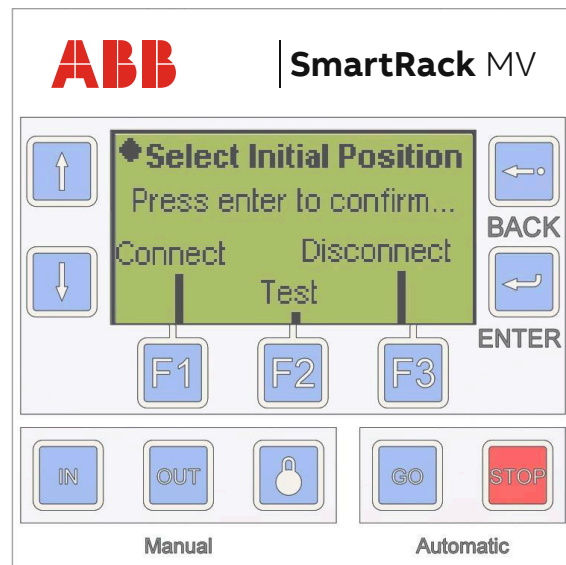 ABB SmartRack MV
Select Initial Position
Press enter to confirm...
Connect Disconnect
Test
BACK
ENTER
F1 F2 F3
IN OUT GO STOP
Manual Automatic